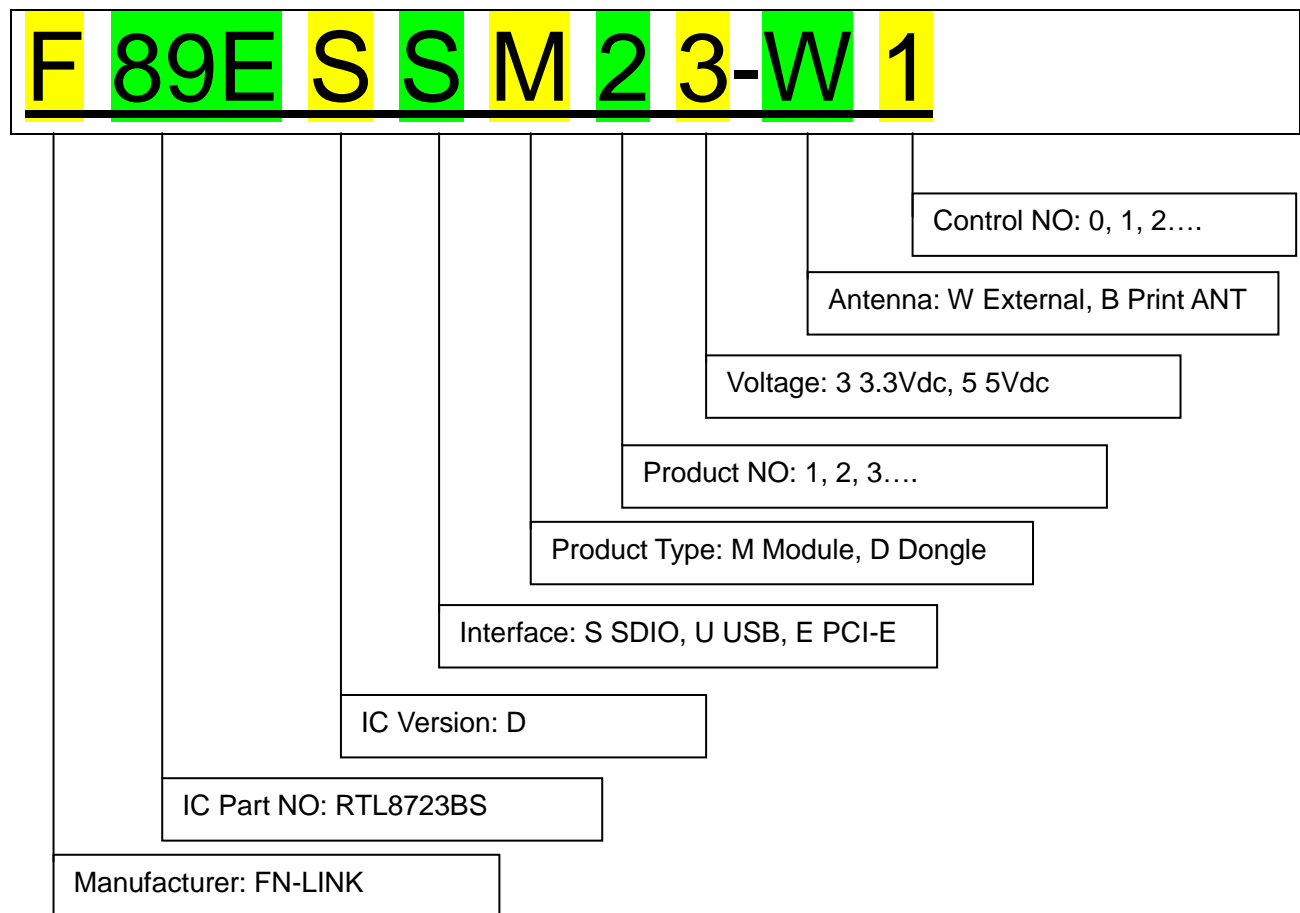 F 89E S S M 2 3-W 1
Control NO: 0, 1, 2….
Antenna: W External, B Print ANT
Voltage: 3 3.3Vdc, 5 5Vdc
Product NO: 1, 2, 3….
Product Type: M Module, D Dongle
Interface: S SDIO, U USB, E PCI-E
IC Version: D
IC Part NO: RTL8723BS
Manufacturer: FN-LINK